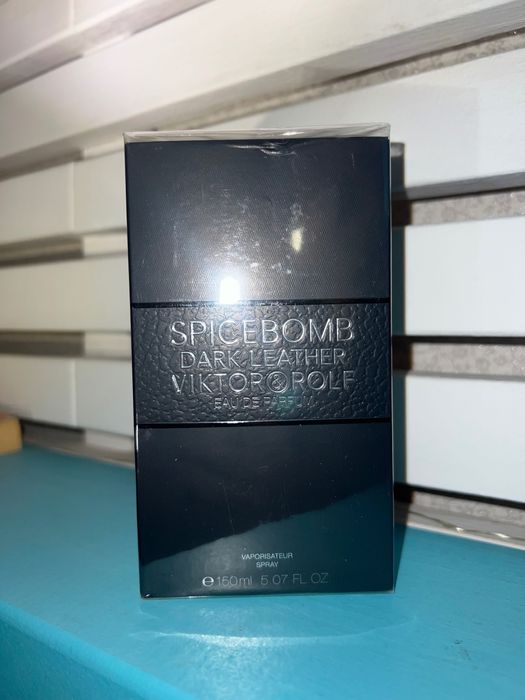 SPICEBOMB
DARK LEATHER
VIKTOR&ROLF
EAU DE PARFUM
VAPORISATEUR
SPRAY
℮ 150ml 5.07 FL.OZ